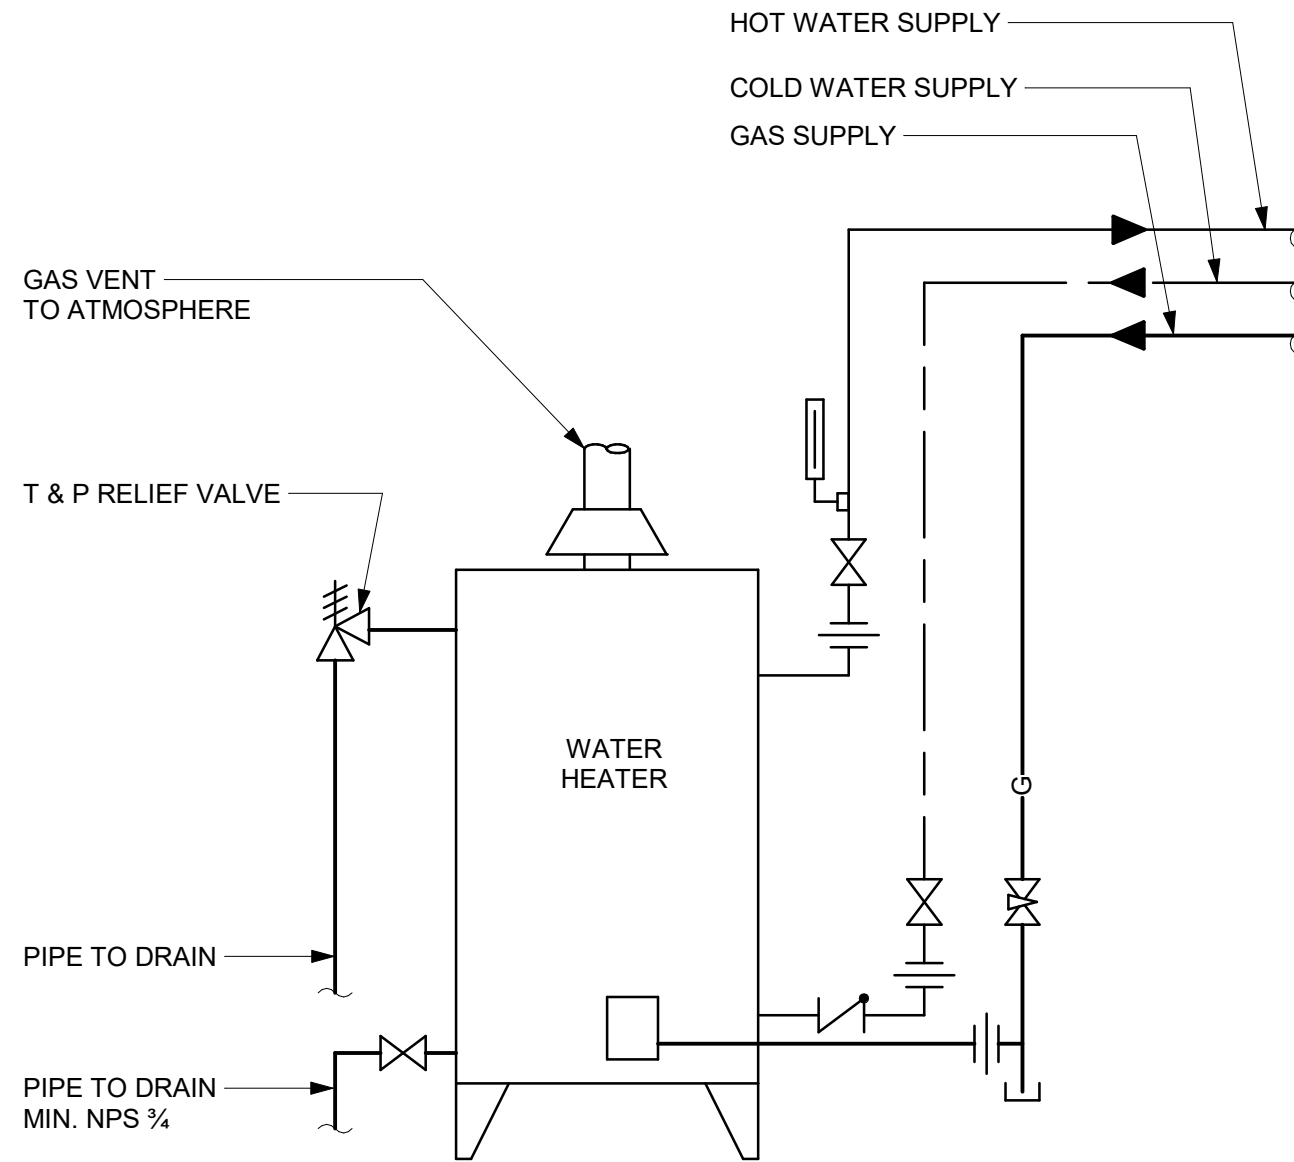 HOT WATER SUPPLY
COLD WATER SUPPLY
GAS SUPPLY
GAS VENT
TO ATMOSPHERE
T & P RELIEF VALVE
WATER
HEATER
G
PIPE TO DRAIN
PIPE TO DRAIN
MIN. NPS ¾